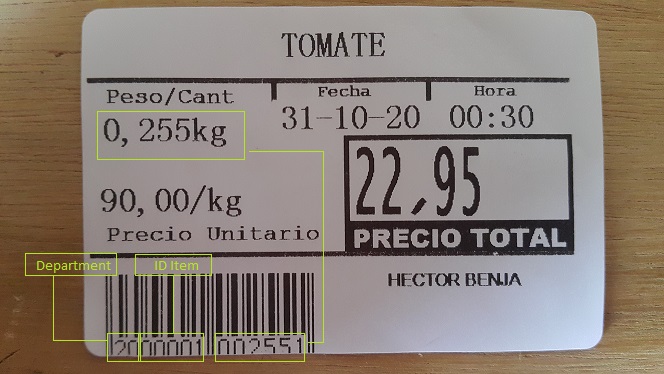 TOMATE
Peso/Cant Fecha Hora
0,255kg 31-10-20 00:30
22,95
90,00/kg
Precio Unitario PRECIO TOTAL
Department ID Item
HECTOR BENJA
20 00001 002551